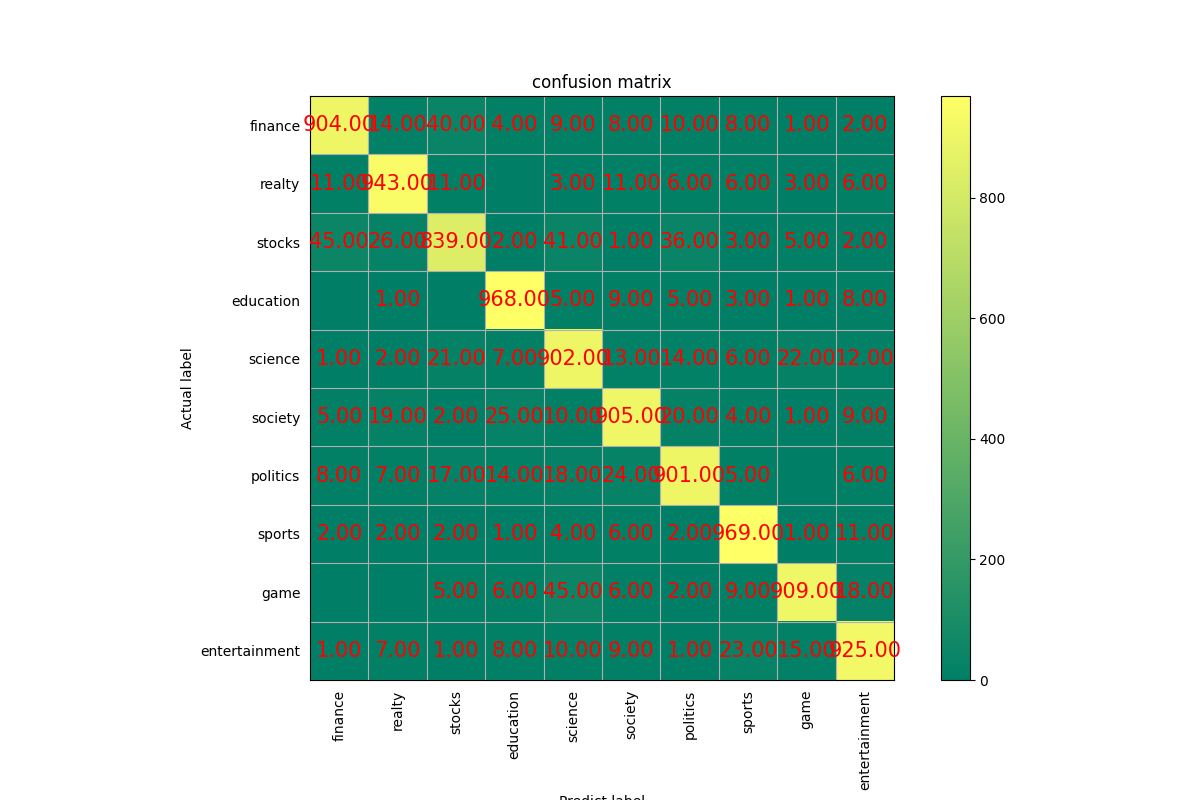 confusion matrix
finance 904.00 14.00 40.00 4.00 9.00 8.00 10.00 8.00 1.00 2.00
realty 11.00 943.00 11.00 3.00 11.00 6.00 6.00 3.00 6.00
stocks 45.00 26.00 839.00 2.00 41.00 1.00 36.00 3.00 5.00 2.00
800
education 1.00 968.00 5.00 9.00 5.00 3.00 1.00 8.00
600
science 1.00 2.00 21.00 7.00 902.00 13.00 14.00 6.00 22.00 12.00
Actual label
society 5.00 19.00 2.00 25.00 10.00 905.00 20.00 4.00 1.00 9.00
400
politics 8.00 7.00 17.00 14.00 18.00 24.00 901.00 5.00 6.00
sports 2.00 2.00 2.00 1.00 4.00 6.00 2.00 969.00 1.00 11.00
200
game 5.00 6.00 45.00 6.00 2.00 9.00 909.00 18.00
entertainment 1.00 7.00 1.00 8.00 10.00 9.00 1.00 23.00 15.00 925.00
0
finance realty stocks education science society politics sports game entertainment
Predict label